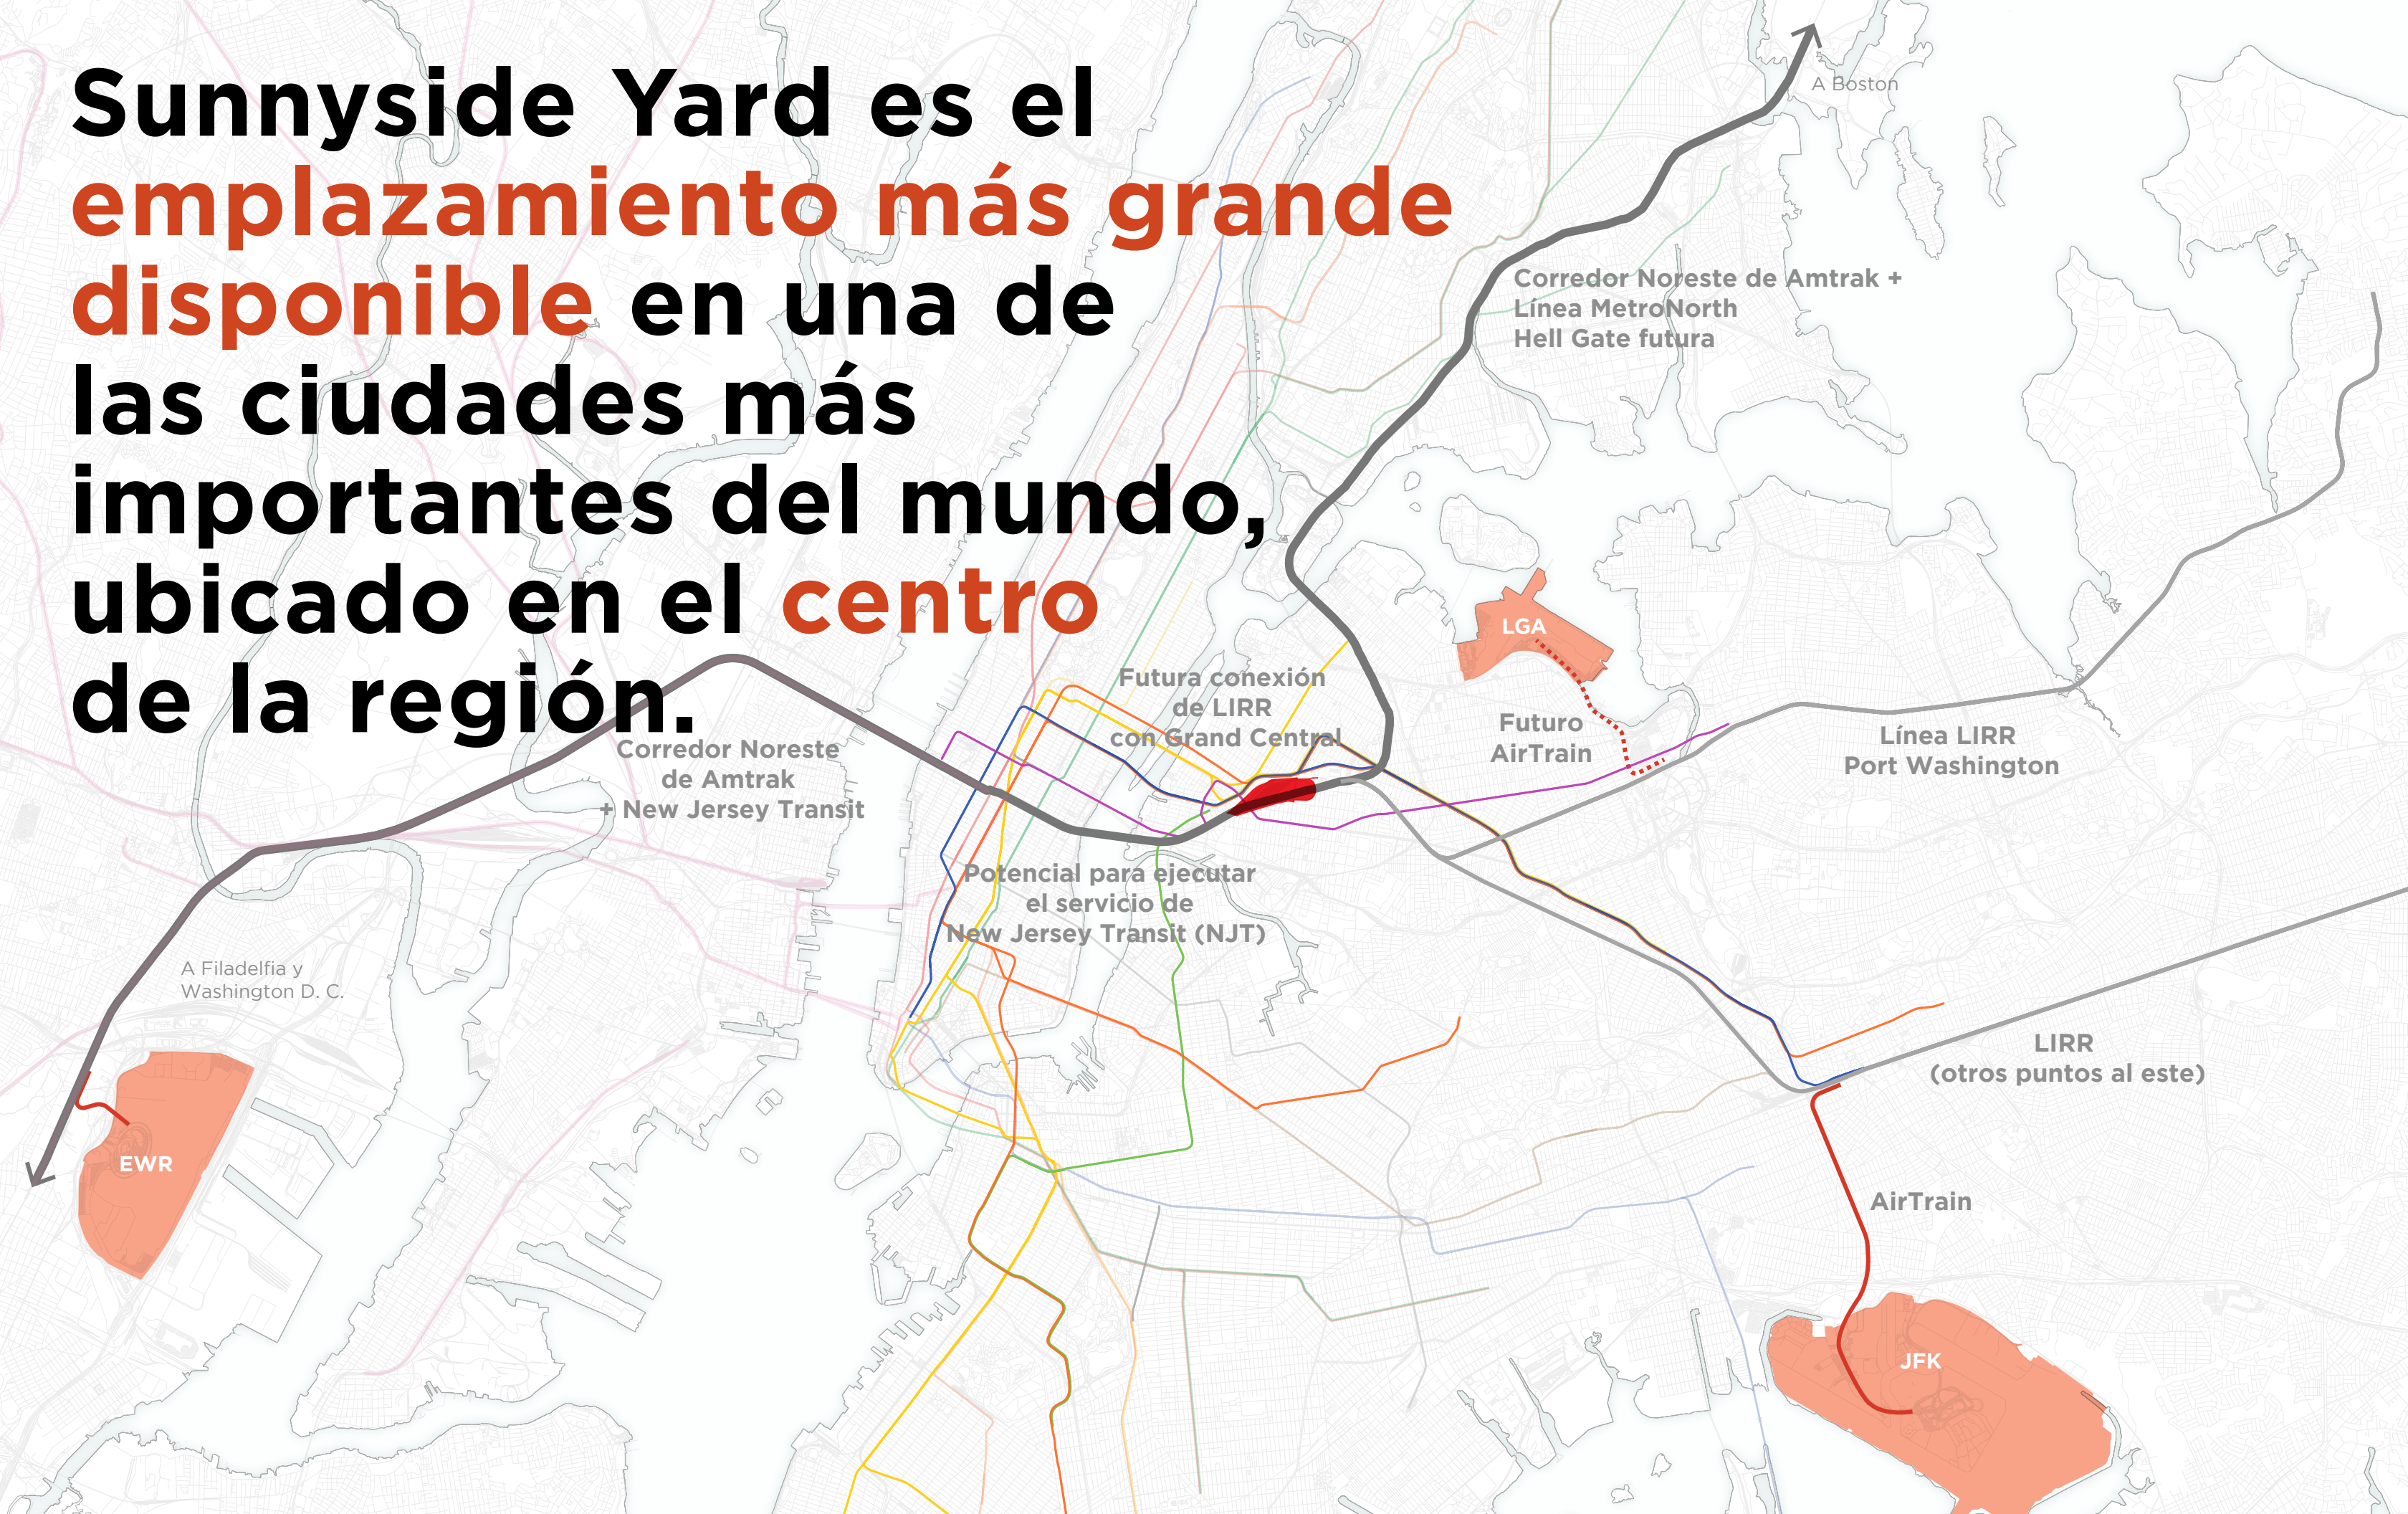 Sunnyside Yard es el
emplazamiento más grande
disponible en una de
las ciudades más
importantes del mundo,
ubicado en el centro
de la región.
A Boston
Corredor Noreste de Amtrak +
Línea MetroNorth
Hell Gate futura
LGA
Futura conexión
de LIRR
con Grand Central
Futuro
AirTrain
Línea LIRR
Port Washington
Corredor Noreste
de Amtrak
+ New Jersey Transit
Potencial para ejecutar
el servicio de
New Jersey Transit (NJT)
A Filadelfia y
Washington D. C.
LIRR
(otros puntos al este)
EWR
AirTrain
JFK